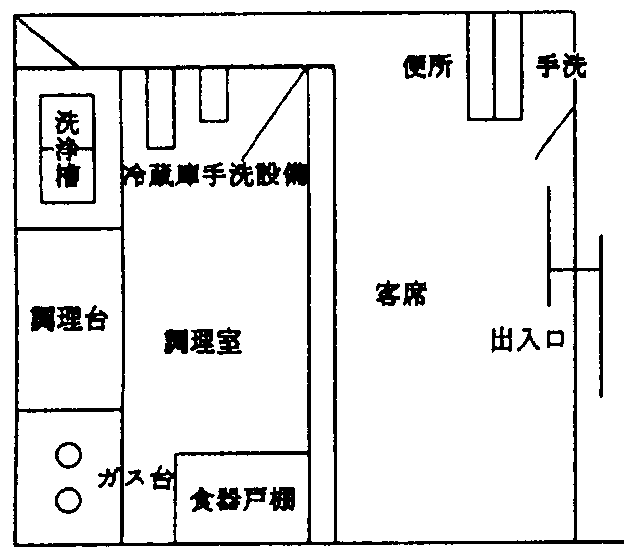 便所 手洗
洗浄槽
冷蔵庫手洗設備
客席
調理台
調理室
出入口
ガス台
食器戸棚